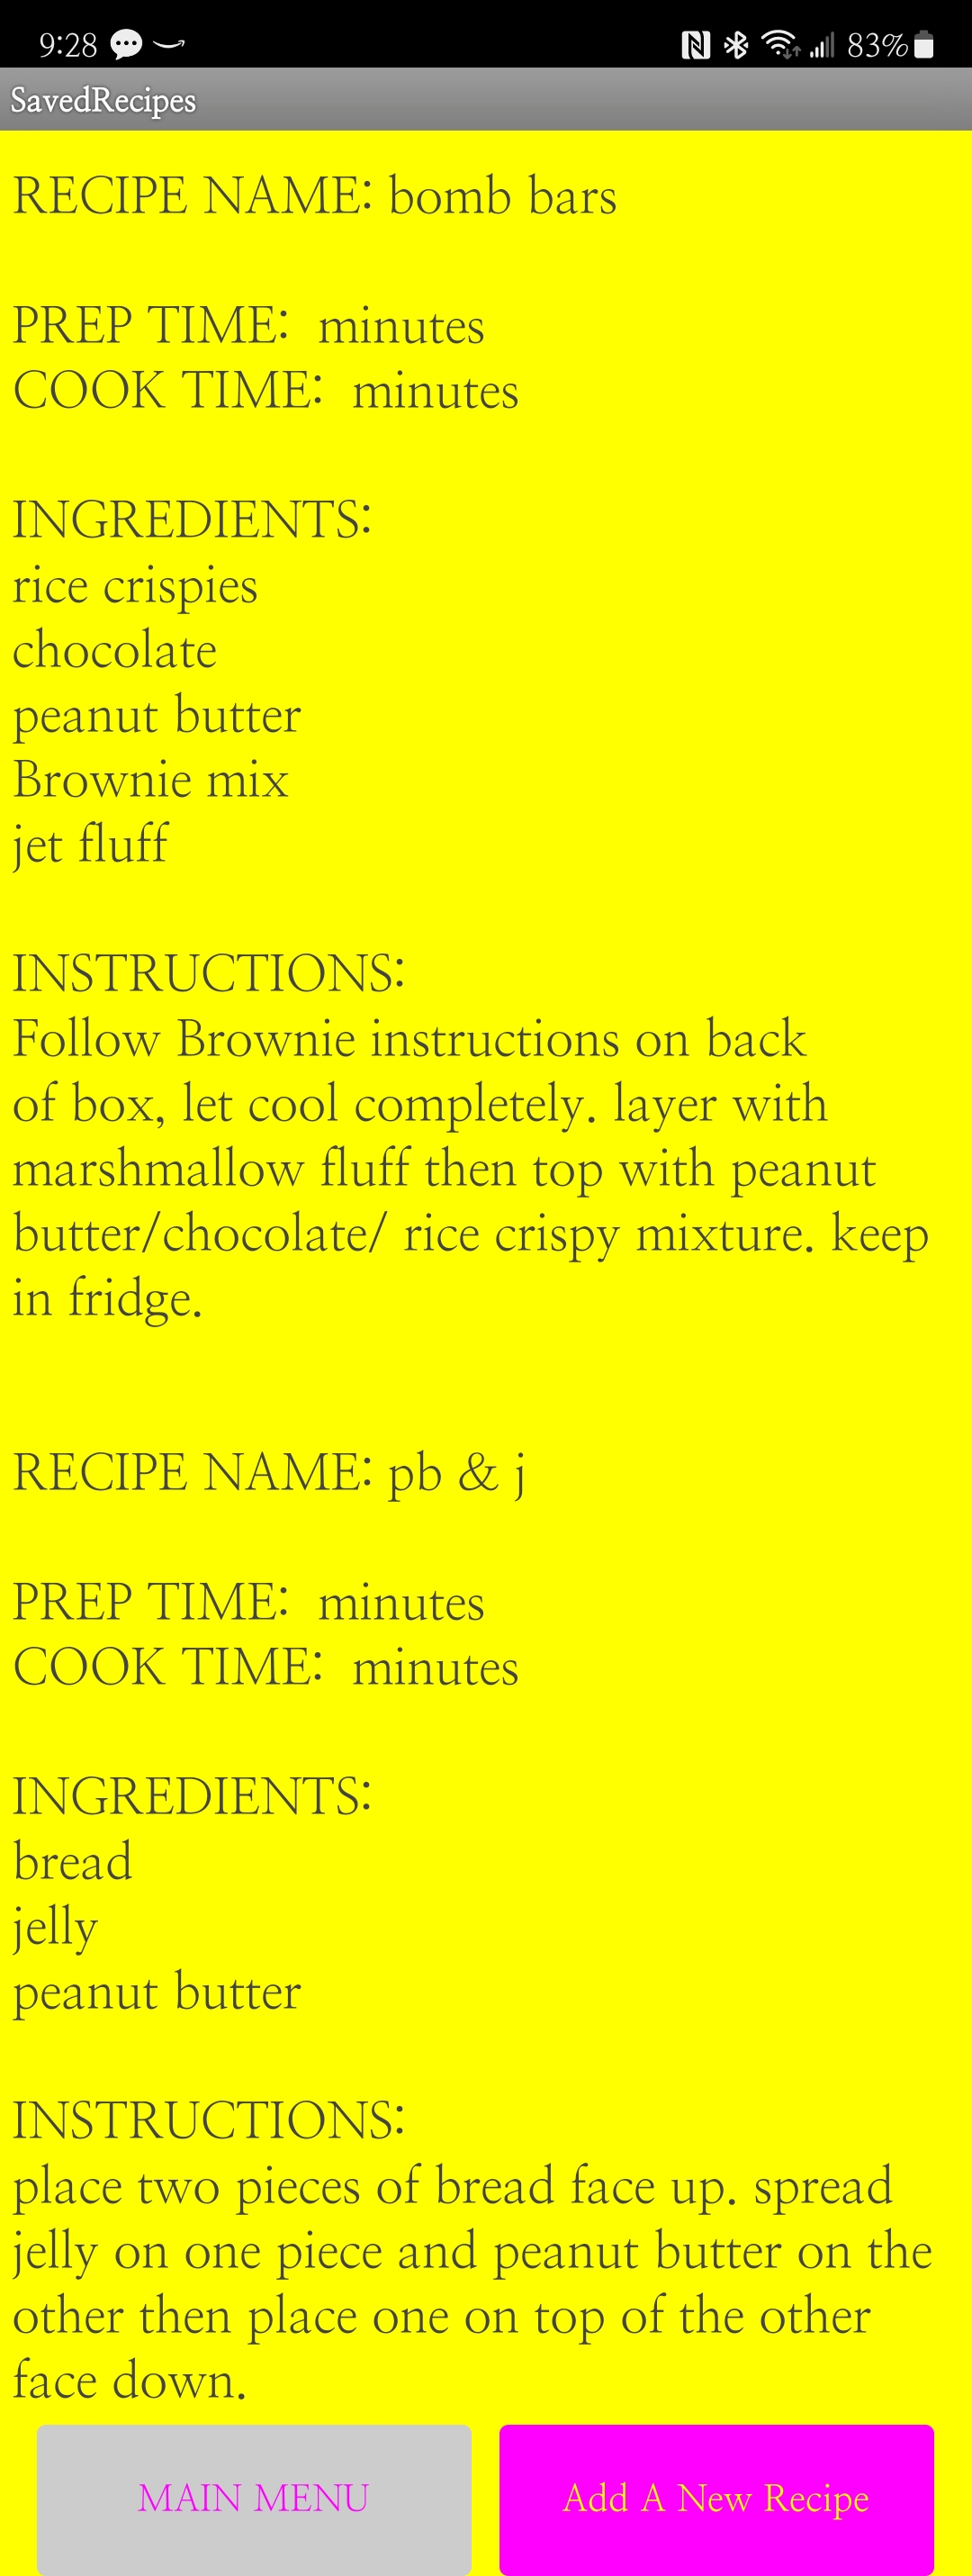 9:28
83%
SavedRecipes
RECIPE NAME: bomb bars
PREP TIME:  minutes
COOK TIME:  minutes
INGREDIENTS:
rice crispies
chocolate
peanut butter
Brownie mix
jet fluff
INSTRUCTIONS:
Follow Brownie instructions on back
of box, let cool completely. layer with
marshmallow fluff then top with peanut
butter/chocolate/ rice crispy mixture. keep
in fridge.
RECIPE NAME: pb & j
PREP TIME:  minutes
COOK TIME:  minutes
INGREDIENTS:
bread
jelly
peanut butter
INSTRUCTIONS:
place two pieces of bread face up. spread
jelly on one piece and peanut butter on the
other then place one on top of the other
face down.
MAIN MENU
Add A New Recipe